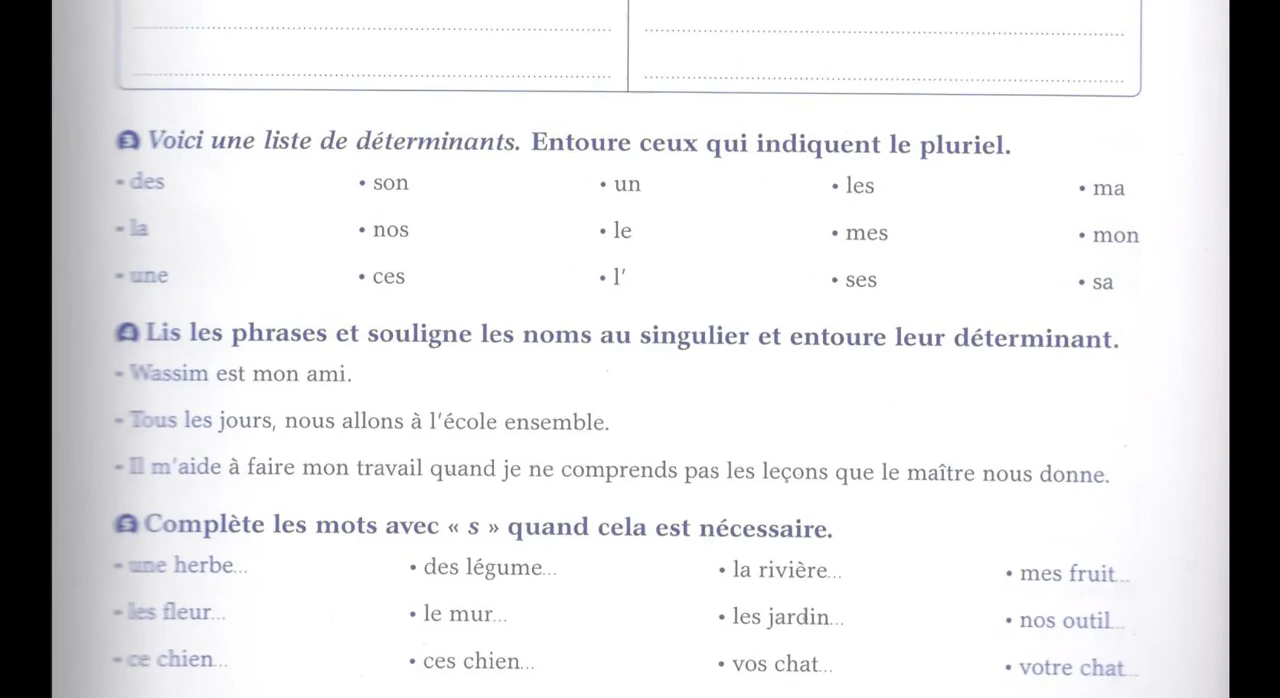 3 Voici une liste de déterminants. Entoure ceux qui indiquent le pluriel.
• des • son • un • les • ma
• la • nos • le • mes • mon
• une • ces • l' • ses • sa
4 Lis les phrases et souligne les noms au singulier et entoure leur déterminant.
- Wassim est mon ami.
- Tous les jours, nous allons à l'école ensemble.
- Il m'aide à faire mon travail quand je ne comprends pas les leçons que le maître nous donne.
5 Complète les mots avec « s » quand cela est nécessaire.
• une herbe... • des légume... • la rivière... • mes fruit...
• les fleur... • le mur... • les jardin... • nos outil...
• ce chien... • ces chien... • vos chat... • votre chat...